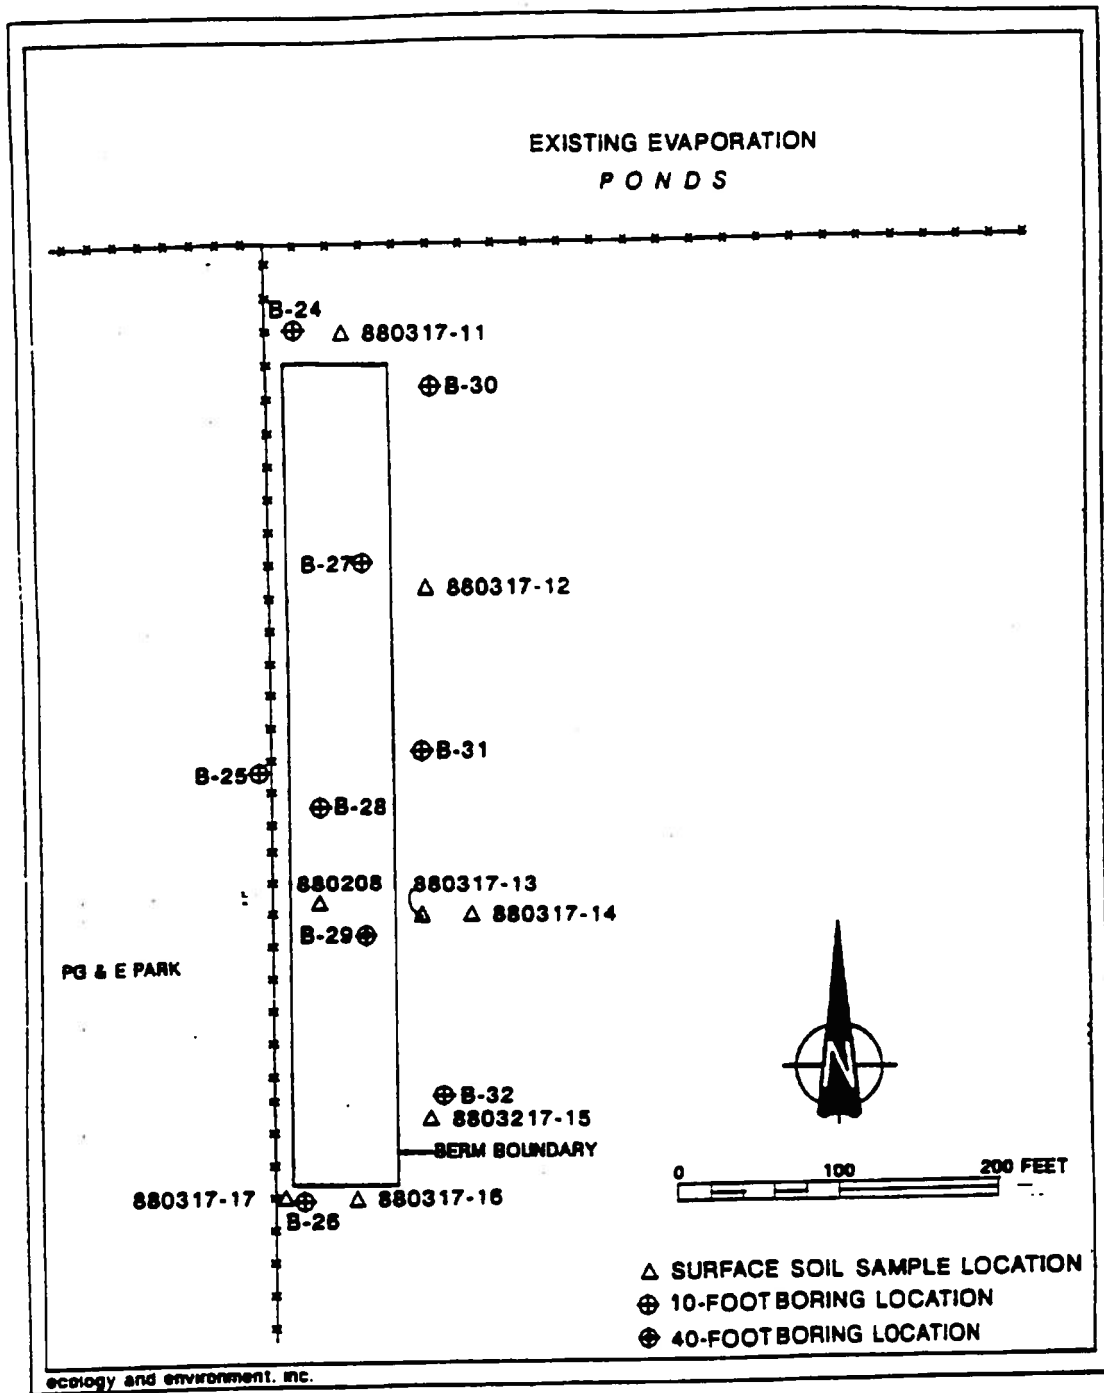 EXISTING EVAPORATION
PONDS
B-24
880317-11
B-30
B-27
880317-12
B-31
B-25
B-28
880208
880317-13
880317-14
B-29
PG & E PARK
B-32
8803217-15
BERM BOUNDARY
N
0 100 200 FEET
880317-17
880317-16
B-26
SURFACE SOIL SAMPLE LOCATION
10-FOOT BORING LOCATION
40-FOOT BORING LOCATION
ecology and environment, inc.